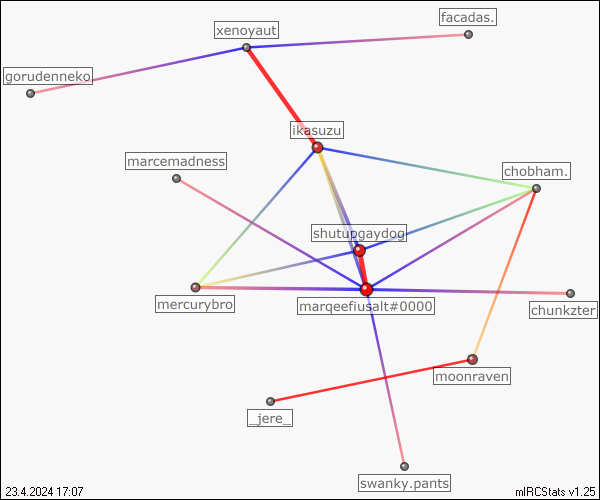 facadas.
xenoyaut
gorudenneko
ikasuzu
marcemadness
chobham.
shutupgaydog
mercurybro
marqeefiusalt#0000
chunkzter
moonraven
_jere_
swanky.pants
23.4.2024 17:07
mIRCStats v1.25